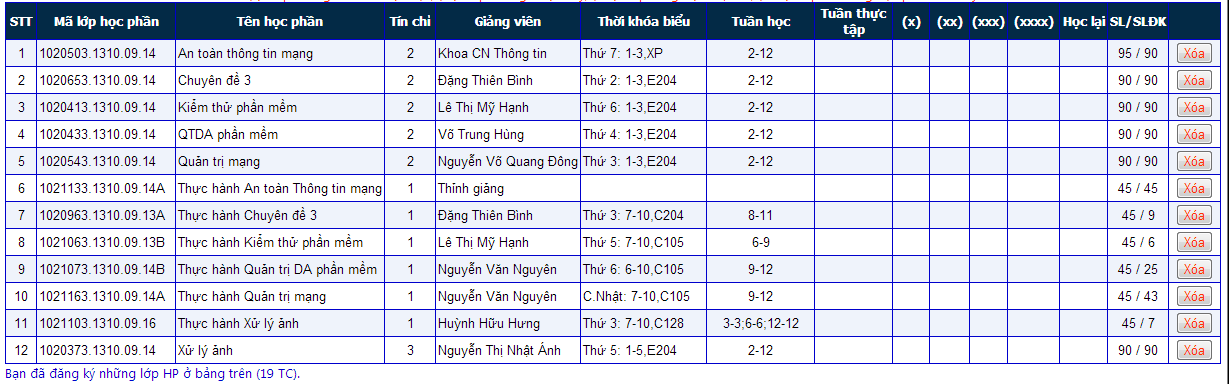 STT Mã lớp học phần Tên học phần Tín chỉ Giảng viên Thời khóa biểu Tuần học Tuần thực tập (x) (xx) (xxx) (xxxx) Học lại SL/SLĐK
1 1020503.1310.09.14 An toàn thông tin mạng 2 Khoa CN Thông tin Thứ 7: 1-3,XP 2-12 95 / 90 Xóa
2 1020653.1310.09.14 Chuyên đề 3 2 Đặng Thiên Bình Thứ 2: 1-3,E204 2-12 90 / 90 Xóa
3 1020413.1310.09.14 Kiểm thử phần mềm 2 Lê Thị Mỹ Hạnh Thứ 6: 1-3,E204 2-12 90 / 90 Xóa
4 1020433.1310.09.14 QTDA phần mềm 2 Võ Trung Hùng Thứ 4: 1-3,E204 2-12 90 / 90 Xóa
5 1020543.1310.09.14 Quản trị mạng 2 Nguyễn Võ Quang Đông Thứ 3: 1-3,E204 2-12 90 / 90 Xóa
6 1021133.1310.09.14A Thực hành An toàn Thông tin mạng 1 Thỉnh giảng 45 / 45 Xóa
7 1020963.1310.09.13A Thực hành Chuyên đề 3 1 Đặng Thiên Bình Thứ 3: 7-10,C204 8-11 45 / 9 Xóa
8 1021063.1310.09.13B Thực hành Kiểm thử phần mềm 1 Lê Thị Mỹ Hạnh Thứ 5: 7-10,C105 6-9 45 / 6 Xóa
9 1021073.1310.09.14B Thực hành Quản trị DA phần mềm 1 Nguyễn Văn Nguyên Thứ 6: 6-10,C105 9-12 45 / 25 Xóa
10 1021163.1310.09.14A Thực hành Quản trị mạng 1 Nguyễn Văn Nguyên C.Nhật: 7-10,C105 9-12 45 / 43 Xóa
11 1021103.1310.09.16 Thực hành Xử lý ảnh 1 Huỳnh Hữu Hưng Thứ 3: 7-10,C128 3-3;6-6;12-12 45 / 7 Xóa
12 1020373.1310.09.14 Xử lý ảnh 3 Nguyễn Thị Nhật Ánh Thứ 5: 1-5,E204 2-12 90 / 90 Xóa
Bạn đã đăng ký những lớp HP ở bảng trên (19 TC).